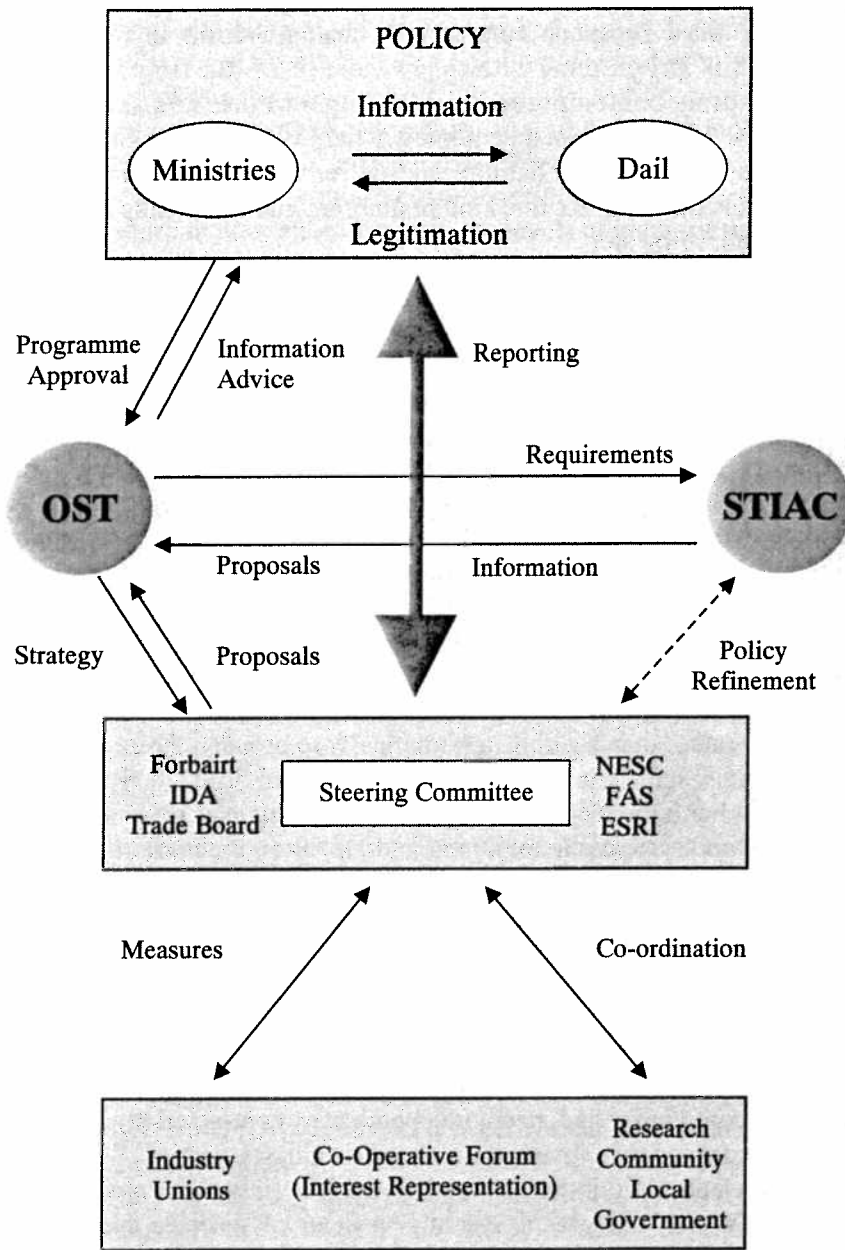 POLICY
Information
Ministries
Dail
Legitimation
Programme
Approval
Information
Advice
Reporting
Requirements
OST
STIAC
Proposals
Information
Strategy
Proposals
Policy
Refinement
Forbairt
IDA
Trade Board
Steering Committee
NESC
FÁS
ESRI
Measures
Co-ordination
Industry
Unions
Co-Operative Forum
(Interest Representation)
Research
Community
Local
Government